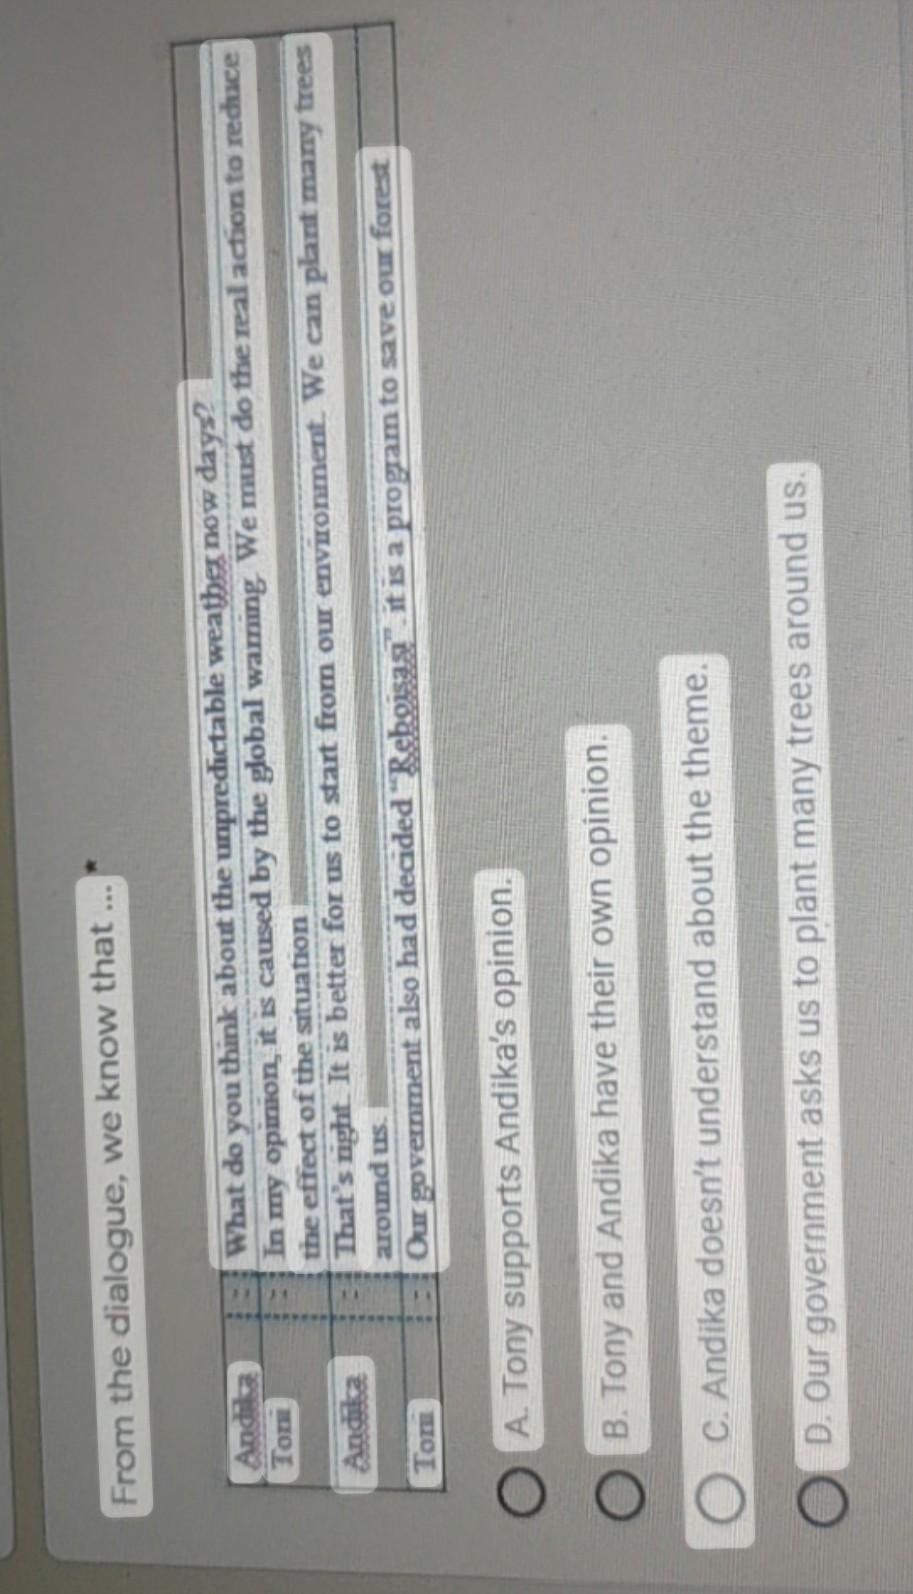 From the dialogue, we know that ... *
Andika : What do you think about the unpredictable weather now days?
Toni : In my opinion, it is caused by the global warning. We must do the real action to reduce
the effect of the situation
Andika : That's right. It is better for us to start from our environment. We can plant many trees
around us.
Toni : Our government also had decided "Reboisasi". it is a program to save our forest
A. Tony supports Andika's opinion.
B. Tony and Andika have their own opinion.
C. Andika doesn't understand about the theme.
D. Our government asks us to plant many trees around us.